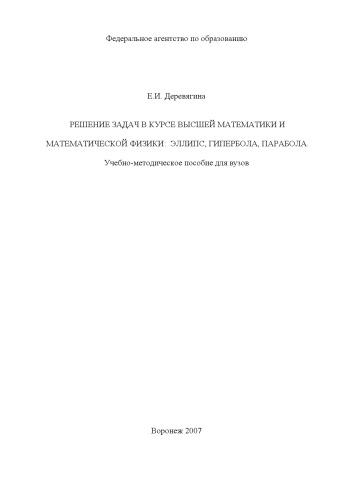 Федеральное агентство по образованию
Е.И. Деревягина
РЕШЕНИЕ ЗАДАЧ В КУРСЕ ВЫСШЕЙ МАТЕМАТИКИ И
МАТЕМАТИЧЕСКОЙ ФИЗИКИ: ЭЛЛИПС, ГИПЕРБОЛА, ПАРАБОЛА.
Учебно-методическое пособие для вузов
Воронеж 2007